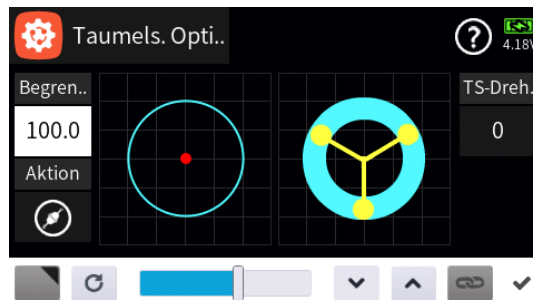 Taumels. Opti..
?
4.18V
Begren..
TS-Dreh.
100.0
0
Aktion